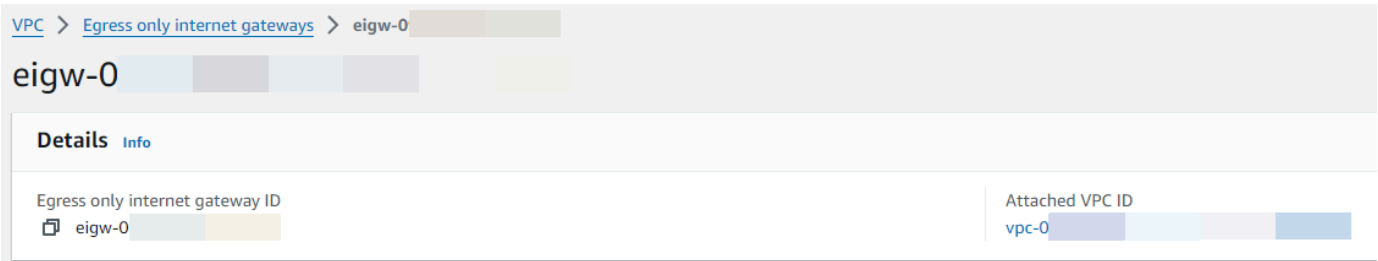 VPC > Egress only internet gateways > eigw-0
eigw-0
Details Info
Egress only internet gateway ID
eigw-0
Attached VPC ID
vpc-0